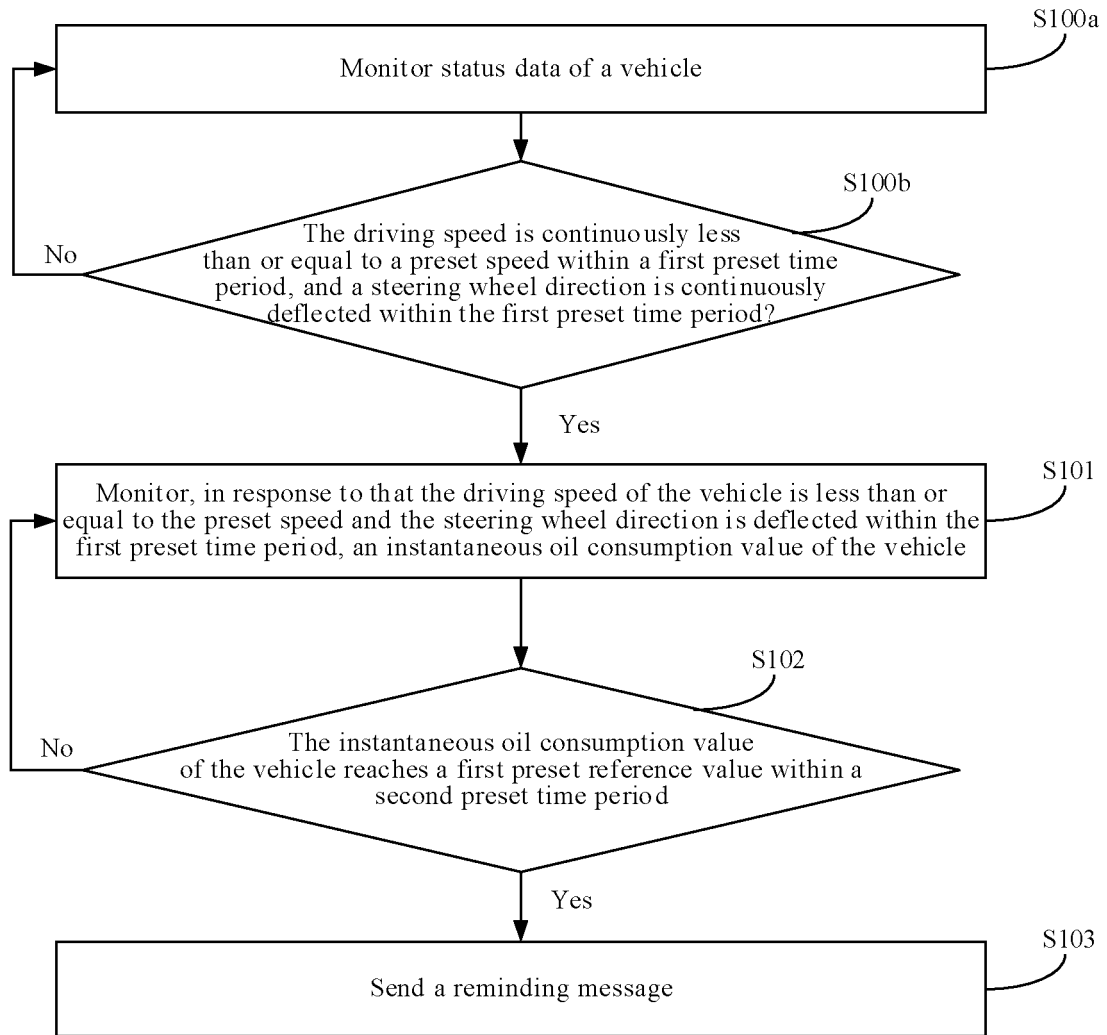 S100a
Monitor status data of a vehicle
S100b
The driving speed is continuously less
than or equal to a preset speed within a first preset time
period, and a steering wheel direction is continuously
deflected within the first preset time period?
No
Yes
S101
Monitor, in response to that the driving speed of the vehicle is less than or
equal to the preset speed and the steering wheel direction is deflected within the
first preset time period, an instantaneous oil consumption value of the vehicle
S102
The instantaneous oil consumption value
of the vehicle reaches a first preset reference value within a
second preset time period
No
Yes
S103
Send a reminding message